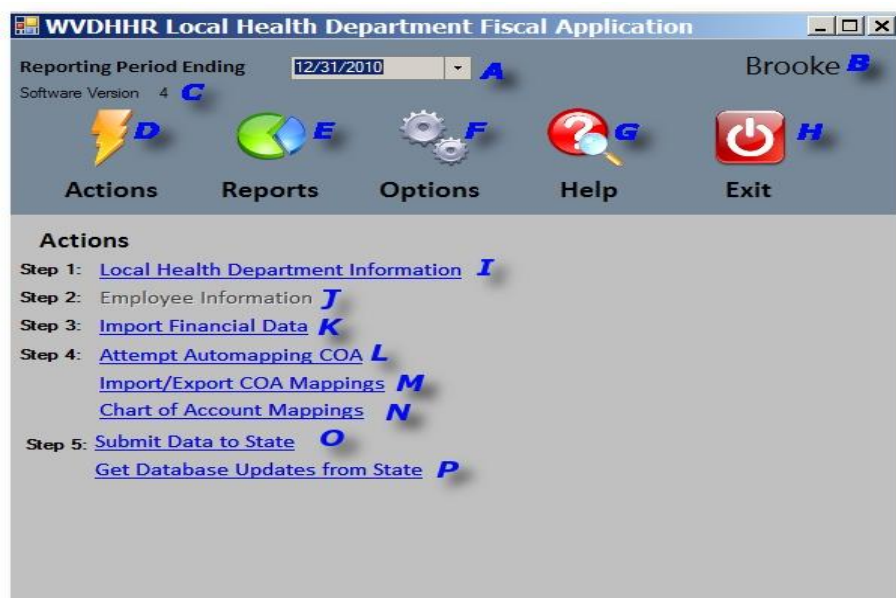 WVDHHR Local Health Department Fiscal Application
Reporting Period Ending 12/31/2010 A Brooke B
Software Version 4 C
D E F G H
Actions Reports Options Help Exit
Actions
Step 1: Local Health Department Information I
Step 2: Employee Information J
Step 3: Import Financial Data K
Step 4: Attempt Automapping COA L
Import/Export COA Mappings M
Chart of Account Mappings N
Step 5: Submit Data to State O
Get Database Updates from State P